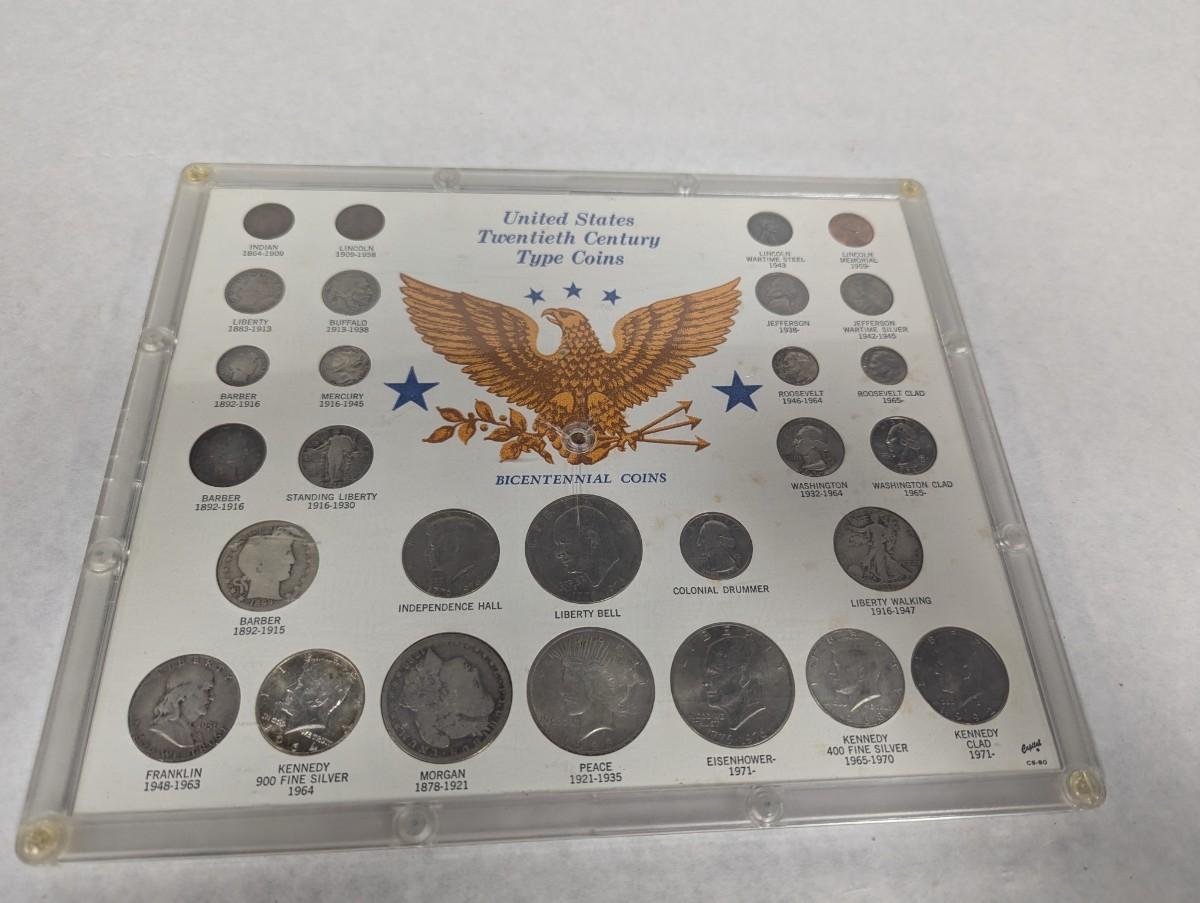 United States
Twentieth Century
Type Coins
INDIAN
1864-1909
LINCOLN
1909-1958
LINCOLN
WARTIME STEEL
1943
LINCOLN
MEMORIAL
1959-
LIBERTY
1883-1913
BUFFALO
1913-1938
JEFFERSON
1938-
JEFFERSON
WARTIME SILVER
1942-1945
BARBER
1892-1916
MERCURY
1916-1945
ROOSEVELT
1946-1964
ROOSEVELT CLAD
1965-
BARBER
1892-1916
STANDING LIBERTY
1916-1930
BICENTENNIAL COINS
WASHINGTON
1932-1964
WASHINGTON CLAD
1965-
BARBER
1892-1915
INDEPENDENCE HALL
LIBERTY BELL
COLONIAL DRUMMER
LIBERTY WALKING
1916-1947
FRANKLIN
1948-1963
KENNEDY
900 FINE SILVER
1964
MORGAN
1878-1921
PEACE
1921-1935
EISENHOWER-
1971-
KENNEDY
400 FINE SILVER
1965-1970
KENNEDY
CLAD
1971-
Capital
CS-80